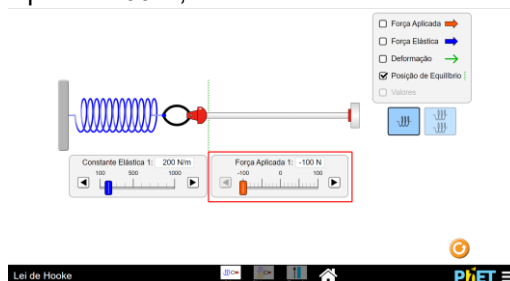 Força Aplicada
Força Elástica
Deformação
Posição de Equilíbrio
Valores
Constante Elástica 1: 200 N/m
100 500 1000
Força Aplicada 1: -100 N
-100 0 100
Lei de Hooke
PhET